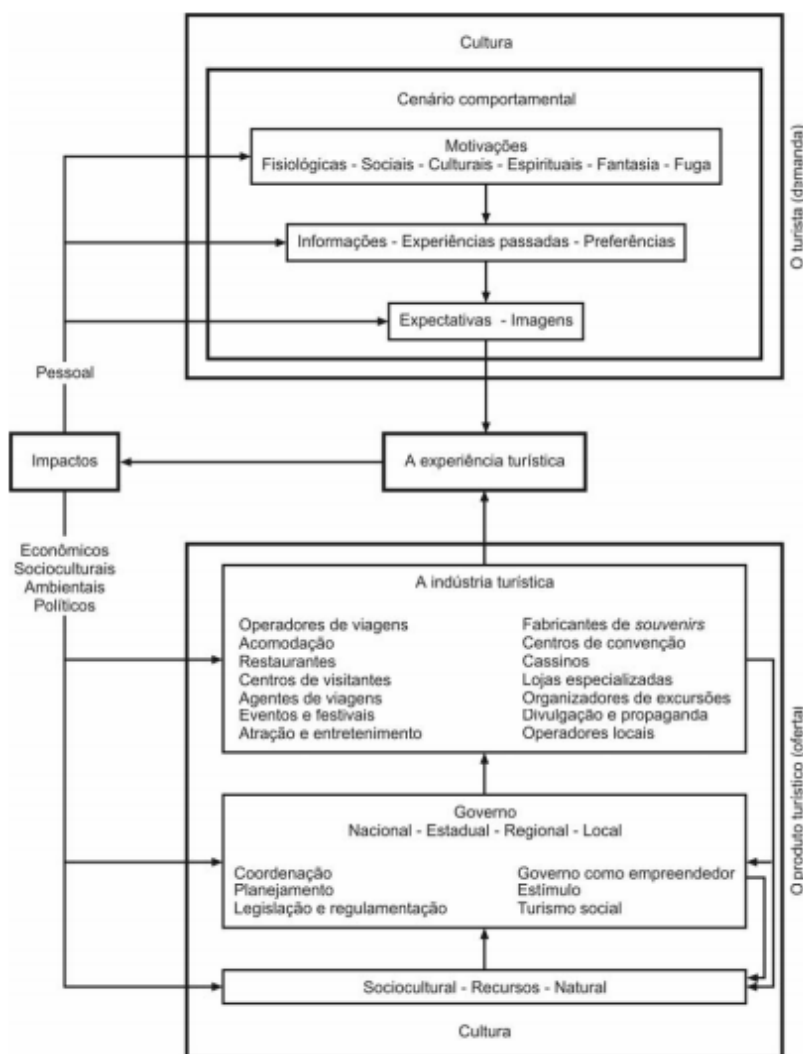 Cultura
Cenário comportamental
Motivações
Fisiológicas - Sociais - Culturais - Espirituais - Fantasia - Fuga
Informações - Experiências passadas - Preferências
Expectativas - Imagens
O turista (damanda)
Pessoal
Impactos
A experiência turística
Econômicos
Socioculturais
Ambientais
Políticos
A indústria turística
Operadores de viagens
Acomodação
Restaurantes
Centros de visitantes
Agentes de viagens
Eventos e festivais
Atração e entretenimento
Fabricantes de souvenirs
Centros de convenção
Cassinos
Lojas especializadas
Organizadores de excursões
Divulgação e propaganda
Operadores locais
Governo
Nacional - Estadual - Regional - Local
Coordenação
Planejamento
Legislação e regulamentação
Governo como empreendedor
Estímulo
Turismo social
Sociocultural - Recursos - Natural
Cultura
O produto turístico (oferta)